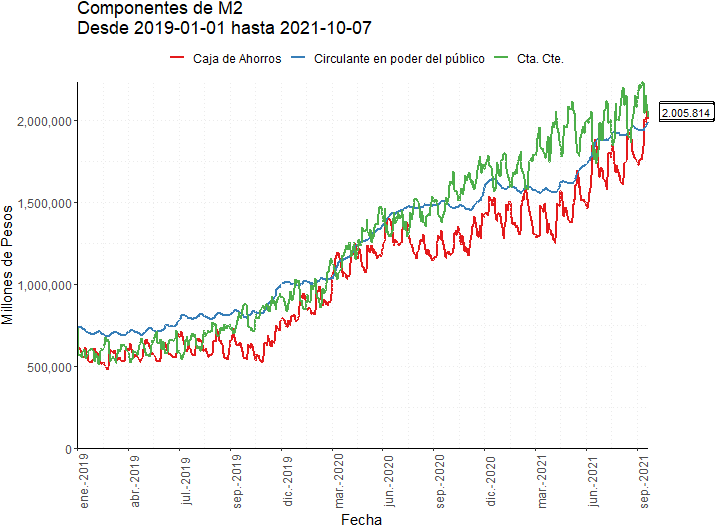 Componentes de M2
Desde 2019-01-01 hasta 2021-10-07
Caja de Ahorros Circulante en poder del público Cta. Cte.
Millones de Pesos
2,000,000
1,500,000
1,000,000
500,000
0
2.005.814
ene.-2019 abr.-2019 jul.-2019 sep.-2019 dic.-2019 mar.-2020 jun.-2020 sep.-2020 dic.-2020 mar.-2021 jun.-2021 sep.-2021
Fecha